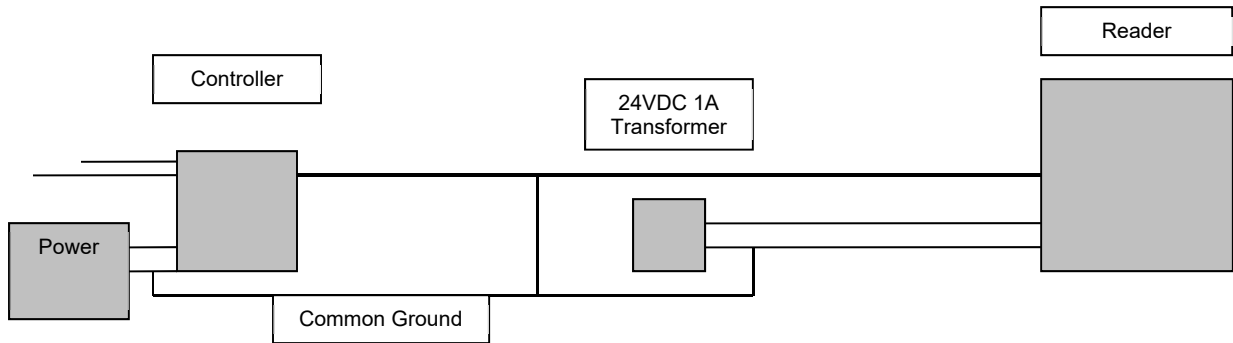 Reader
Controller
24VDC 1A
Transformer
Power
Common Ground